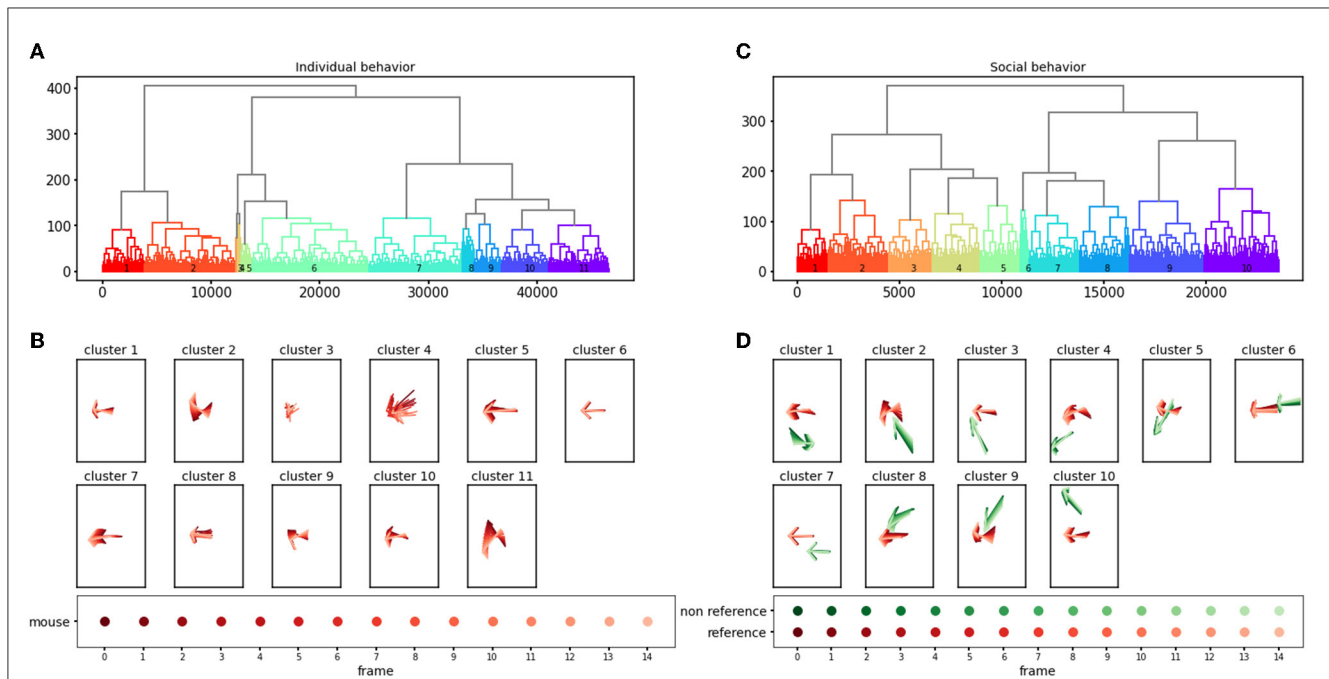 A
Individual behavior
400
300
200
100
0
1 2 3 4 5 6 7 8 9 10 11
0 10000 20000 30000 40000
B
cluster 1 cluster 2 cluster 3 cluster 4 cluster 5 cluster 6
cluster 7 cluster 8 cluster 9 cluster 10 cluster 11
mouse
0 1 2 3 4 5 6 7 8 9 10 11 12 13 14
frame
C
Social behavior
300
200
100
0
1 2 3 4 5 6 7 8 9 10
0 5000 10000 15000 20000
D
cluster 1 cluster 2 cluster 3 cluster 4 cluster 5 cluster 6
cluster 7 cluster 8 cluster 9 cluster 10
non reference
reference
0 1 2 3 4 5 6 7 8 9 10 11 12 13 14
frame